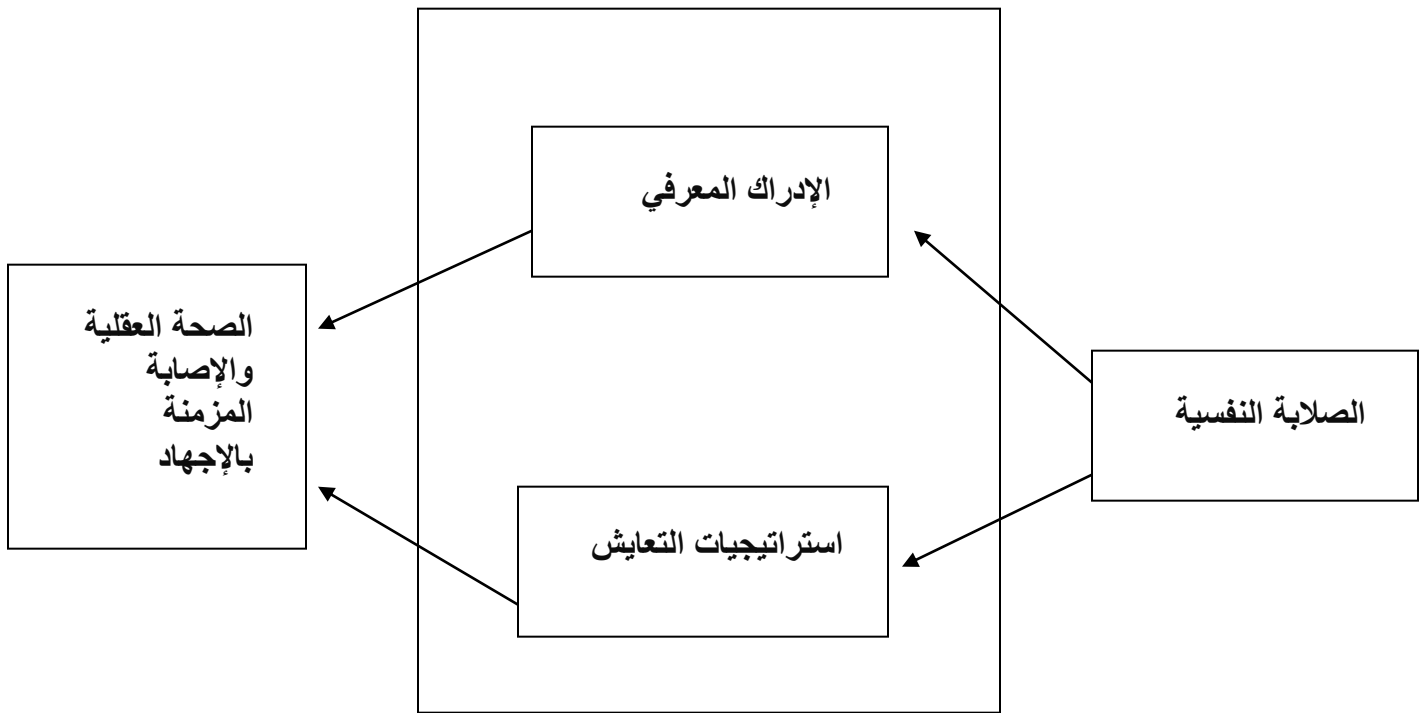 الإدراك المعرفي
الصحة العقلية
والإصابة
المزمنة
بالإجهاد
الصلابة النفسية
استراتيجيات التعايش